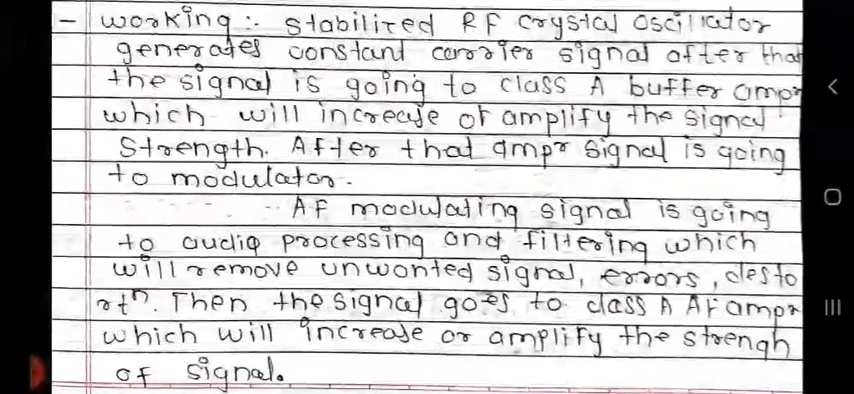 - working :- stabilized RF crystal oscillator
generates constant carrier signal after that
the signal is going to class A buffer ampr
which will increase or amplify the signal
strength. After that ampr signal is going
to modulator.
AF modulating signal is going
to audio processing and filtering which
will remove unwonted signal, errors, desto
rtn. Then the signal goes to class A AF ampr
which will increase or amplify the strengh
of signal.